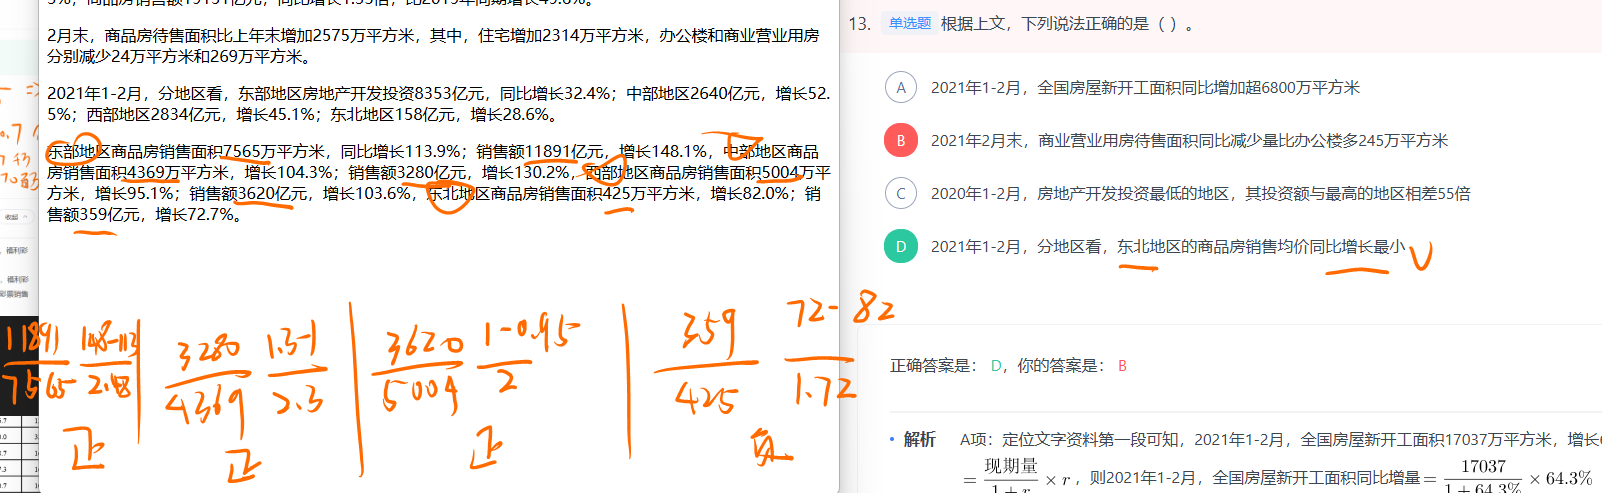 5%；商品房销售额19151亿元，同比增长1.33倍，比2019年同期增长49.6%。
2月末，商品房待售面积比上年末增加2575万平方米，其中，住宅增加2314万平方米，办公楼和商业营业用房
分别减少24万平方米和269万平方米。
2021年1-2月，分地区看，东部地区房地产开发投资8353亿元，同比增长32.4%；中部地区2640亿元，增长52.
5%；西部地区2834亿元，增长45.1%；东北地区158亿元，增长28.6%。
东部地区商品房销售面积7565万平方米，同比增长113.9%；销售额11891亿元，增长148.1%，中部地区商品
房销售面积4369万平方米，增长104.3%；销售额3280亿元，增长130.2%，西部地区商品房销售面积5004万平
方米，增长95.1%；销售额3620亿元，增长103.6%，东北地区商品房销售面积425万平方米，增长82.0%；销
售额359亿元，增长72.7%。
11891 148-113
7565 2.48
正
3280 1.3-1
4369 2.3
正
3620 1-0.95
5004 2
正
359 72-82
425 1.72
负
收起
福利彩
福利彩
彩票销售
13. 单选题 根据上文，下列说法正确的是（ ）。
A 2021年1-2月，全国房屋新开工面积同比增加超6800万平方米
B 2021年2月末，商业营业用房待售面积同比减少量比办公楼多245万平方米
C 2020年1-2月，房地产开发投资最低的地区，其投资额与最高的地区相差55倍
D 2021年1-2月，分地区看，东北地区的商品房销售均价同比增长最小
正确答案是： D，你的答案是： B
解析 A项：定位文字资料第一段可知，2021年1-2月，全国房屋新开工面积17037万平方米，增长6
= 现期量 / 1+r × r，则2021年1-2月，全国房屋新开工面积同比增量= 17037 / 1+64.3% × 64.3%